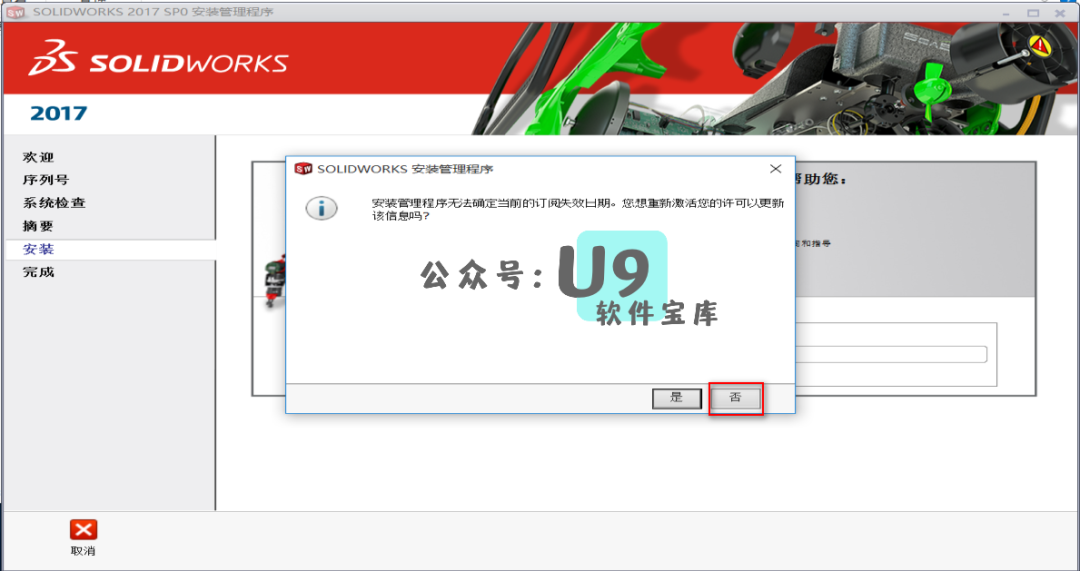 SOLIDWORKS 2017 SP0 安装管理程序
SOLIDWORKS
2017
欢迎
序列号
系统检查
摘要
安装
完成
帮助您：
和指导
SOLIDWORKS 安装管理程序
安装管理程序无法确定当前的订阅失效日期。您想重新激活您的许可以更新
该信息吗?
公众号:U9
软件宝库
是
否
取消